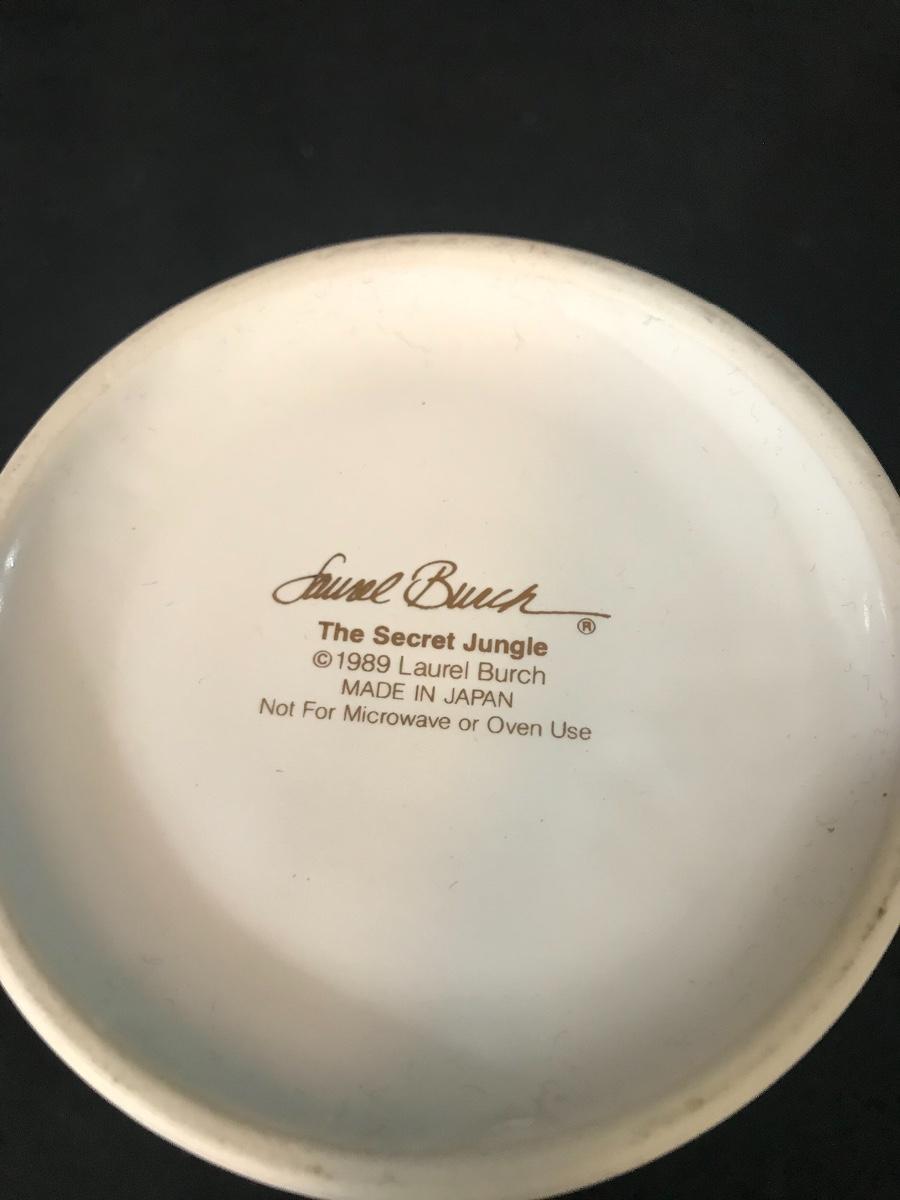 Laurel Burch ®
The Secret Jungle
©1989 Laurel Burch
MADE IN JAPAN
Not For Microwave or Oven Use